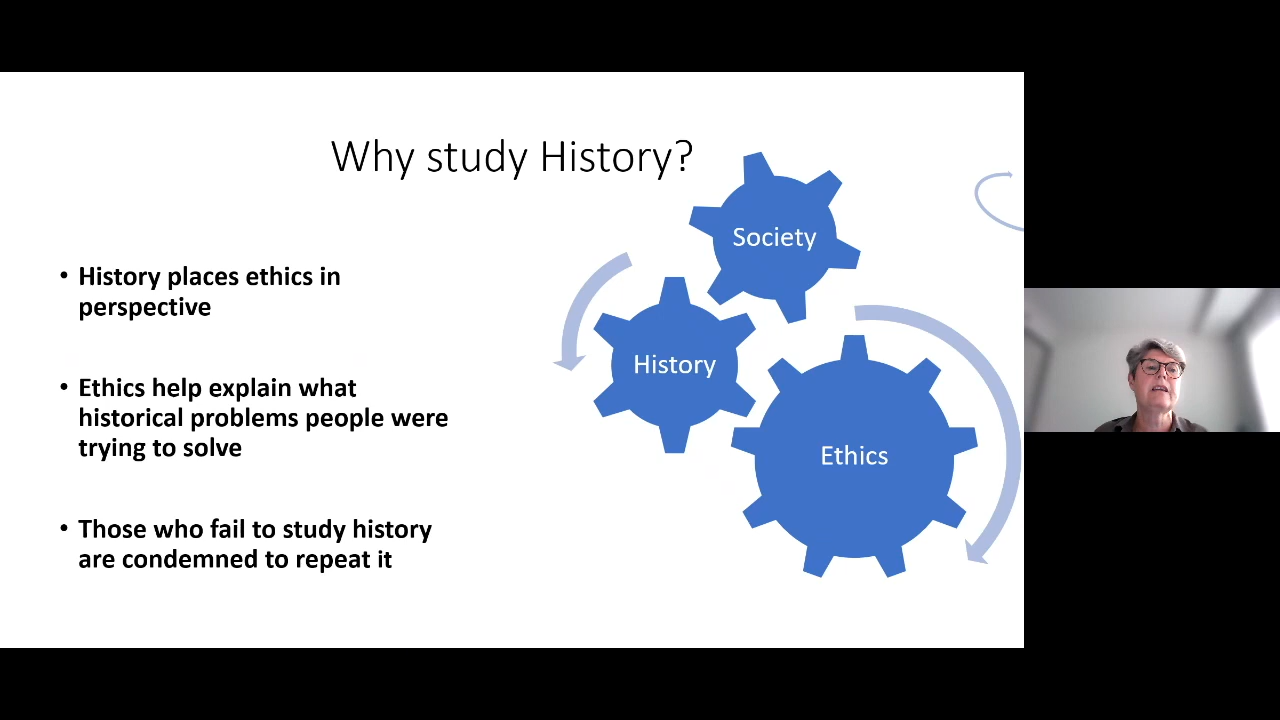 Why study History?
• History places ethics in
perspective
• Ethics help explain what
historical problems people were
trying to solve
• Those who fail to study history
are condemned to repeat it
Society
History
Ethics